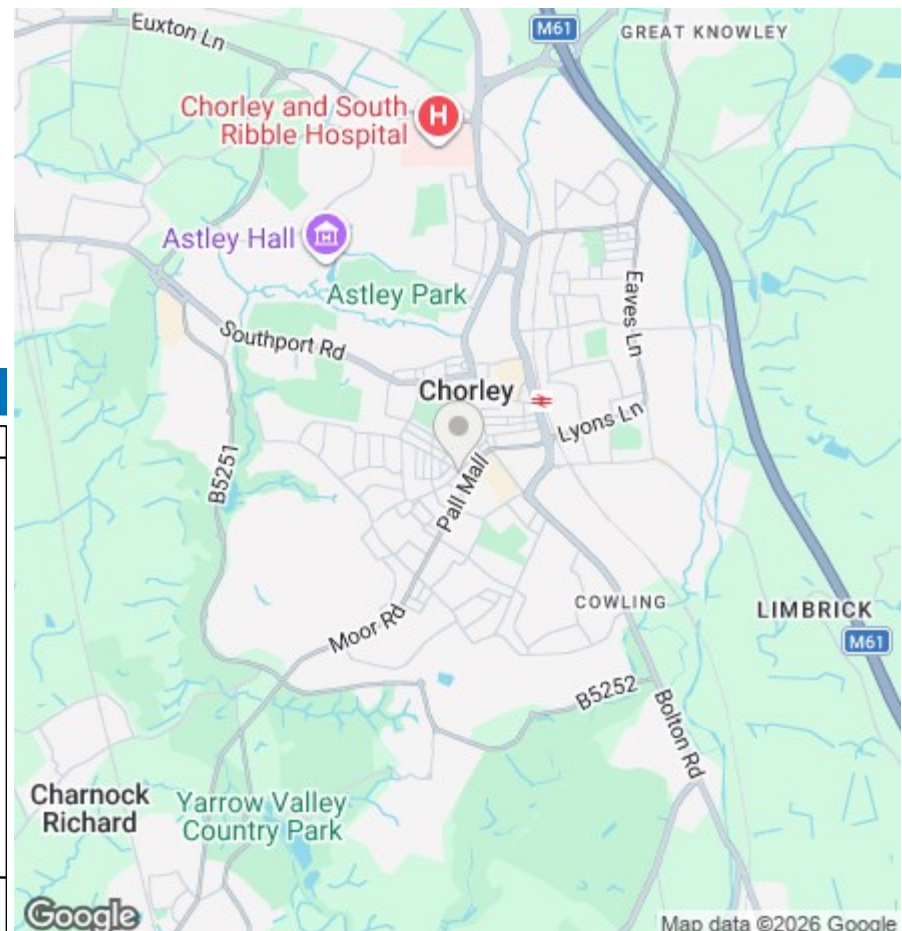 Euxton Ln
M61
GREAT KNOWLEY
Chorley and South
Ribble Hospital
H
Astley Hall
Astley Park
Eaves Ln
Southport Rd
Chorley
Lyons Ln
B5251
Pall Mall
COWLING
LIMBRICK
M61
Moor Rd
B5252
Bolton Rd
Charnock
Richard
Yarrow Valley
Country Park
Google
Map data ©2026 Google